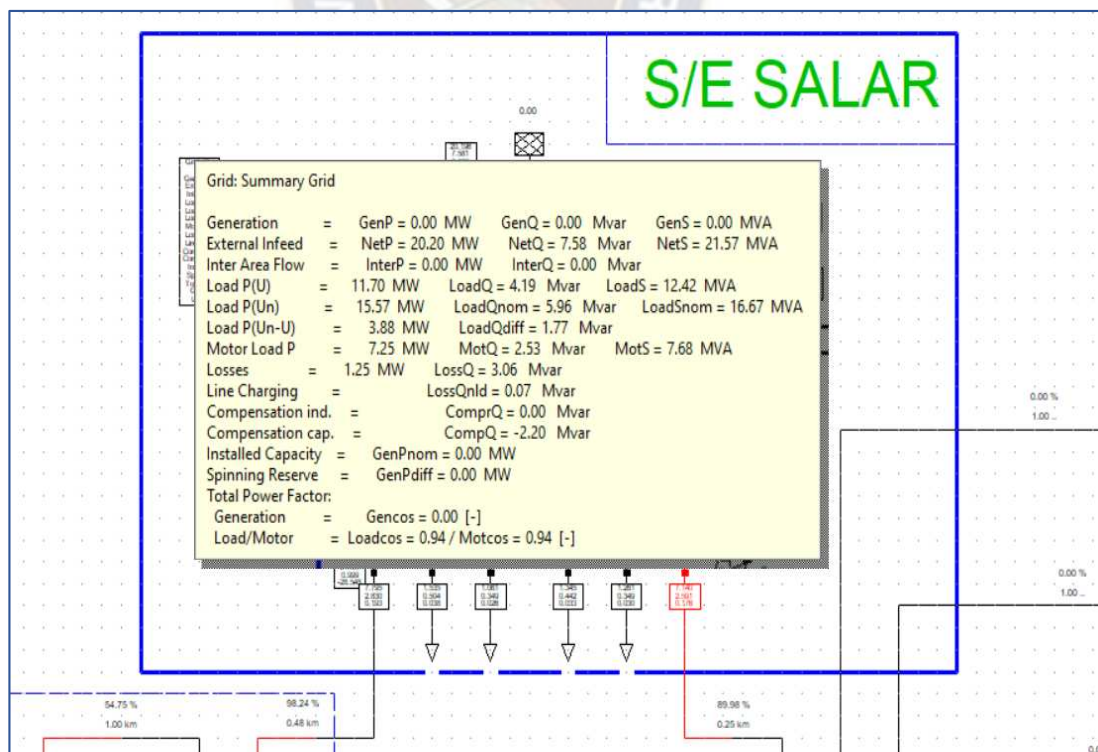 S/E SALAR
0.00
Grid: Summary Grid
Generation = GenP = 0.00 MW GenQ = 0.00 Mvar GenS = 0.00 MVA
External Infeed = NetP = 20.20 MW NetQ = 7.58 Mvar NetS = 21.57 MVA
Inter Area Flow = InterP = 0.00 MW InterQ = 0.00 Mvar
Load P(U) = 11.70 MW LoadQ = 4.19 Mvar LoadS = 12.42 MVA
Load P(Un) = 15.57 MW LoadQnom = 5.96 Mvar LoadSnom = 16.67 MVA
Load P(Un-U) = 3.88 MW LoadQdiff = 1.77 Mvar
Motor Load P = 7.25 MW MotQ = 2.53 Mvar MotS = 7.68 MVA
Losses = 1.25 MW LossQ = 3.06 Mvar
Line Charging = LossQnld = 0.07 Mvar
Compensation ind. = ComprQ = 0.00 Mvar
Compensation cap. = CompQ = -2.20 Mvar
Installed Capacity = GenPnom = 0.00 MW
Spinning Reserve = GenPdiff = 0.00 MW
Total Power Factor:
Generation = Gencos = 0.00 [-]
Load/Motor = Loadcos = 0.94 / Motcos = 0.94 [-]
0.00 %
1.00 ..
0.00 %
1.00 ..
54.75 %
1.00 km
98.24 %
0.48 km
89.98 %
0.25 km